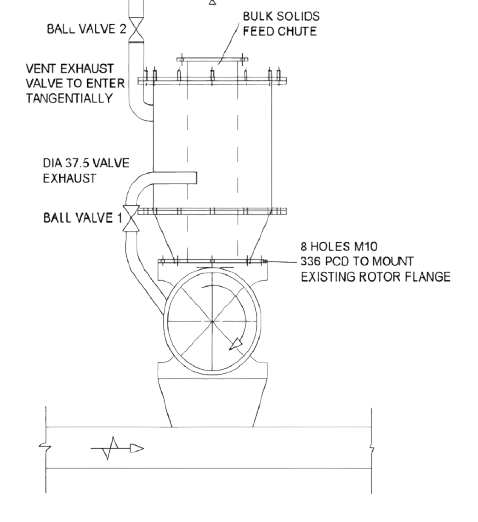 BALL VALVE 2
BULK SOLIDS
FEED CHUTE
VENT EXHAUST
VALVE TO ENTER
TANGENTIALLY
DIA 37.5 VALVE
EXHAUST
BALL VALVE 1
8 HOLES M10
336 PCD TO MOUNT
EXISTING ROTOR FLANGE